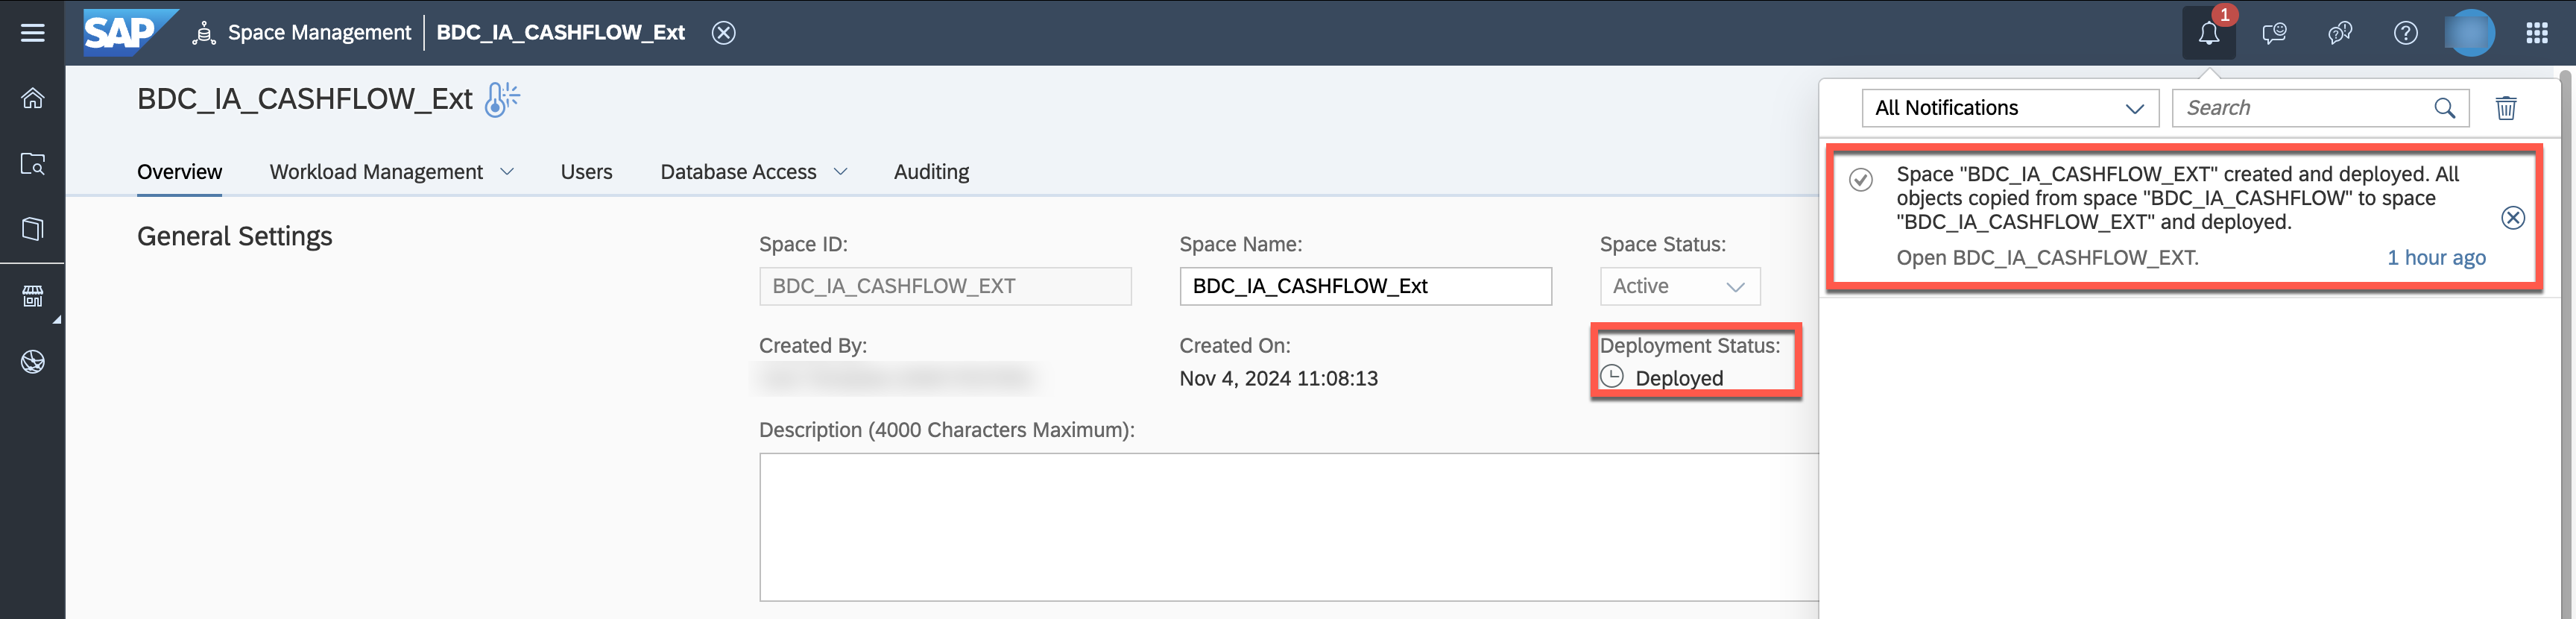 SAP
Space Management
BDC_IA_CASHFLOW_Ext
1
BDC_IA_CASHFLOW_Ext
Overview
Workload Management
Users
Database Access
Auditing
General Settings
Space ID:
BDC_IA_CASHFLOW_EXT
Space Name:
BDC_IA_CASHFLOW_Ext
Space Status:
Active
Created By:
Created On:
Nov 4, 2024 11:08:13
Deployment Status:
Deployed
Description (4000 Characters Maximum):
All Notifications
Search
Space "BDC_IA_CASHFLOW_EXT" created and deployed. All
objects copied from space "BDC_IA_CASHFLOW" to space
"BDC_IA_CASHFLOW_EXT" and deployed.
Open BDC_IA_CASHFLOW_EXT.
1 hour ago